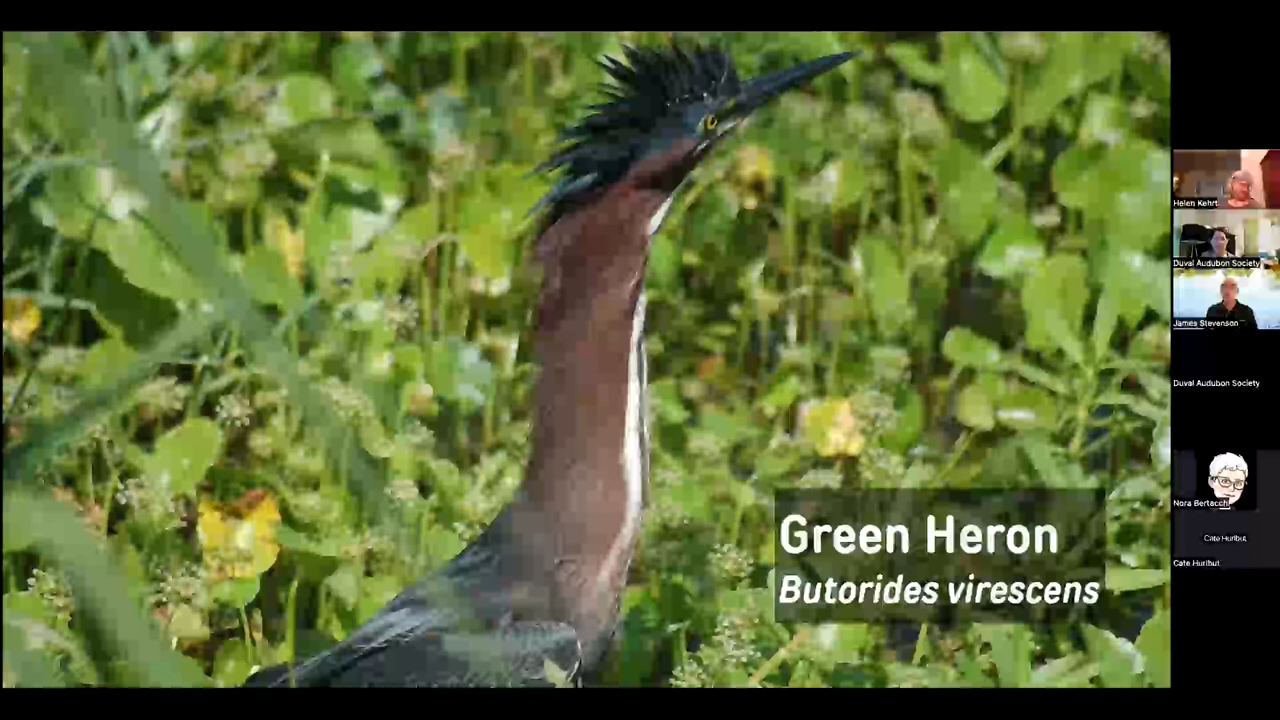 Green Heron
Butorides virescens
Helen Kehrt
Duval Audubon Society
James Stevenson
Duval Audubon Society
Nora Bertacchi
Cate Hurlbut
Cate Hurlbut